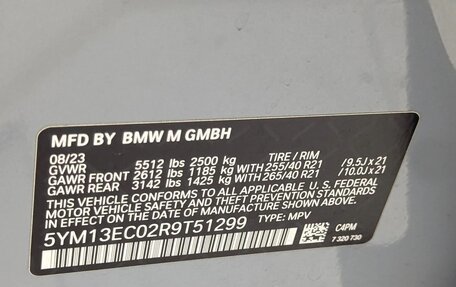 MFD BY BMW M GMBH
08/23 TIRE / RIM
GVWR 5512 lbs 2500 kg
GAWR FRONT 2612 lbs 1185 kg WITH 255/40 R21 /9.5J x 21
GAWR REAR 3142 lbs 1425 kg WITH 265/40 R21 /10.0J x 21
THIS VEHICLE CONFORMS TO ALL APPLICABLE FEDERAL
MOTOR VEHICLE SAFETY AND THEFT PREVENTION
STANDARDS IN EFFECT ON THE DATE OF MANUFACTURE
SHOWN ABOVE.
5YM13EC02R9T51299 TYPE: MPV
C4PM
7 320 730